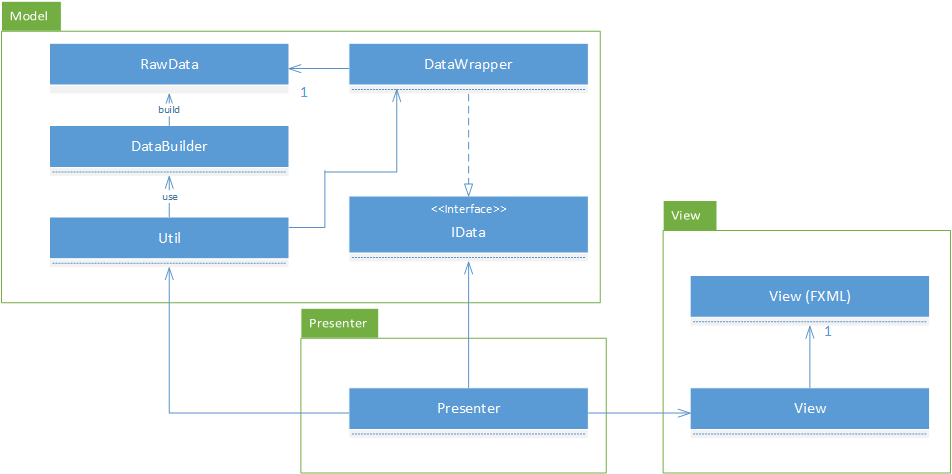 Model
RawData
DataWrapper
1
build
DataBuilder
use
Util
<<Interface>>
IData
View
View (FXML)
1
Presenter
Presenter
View